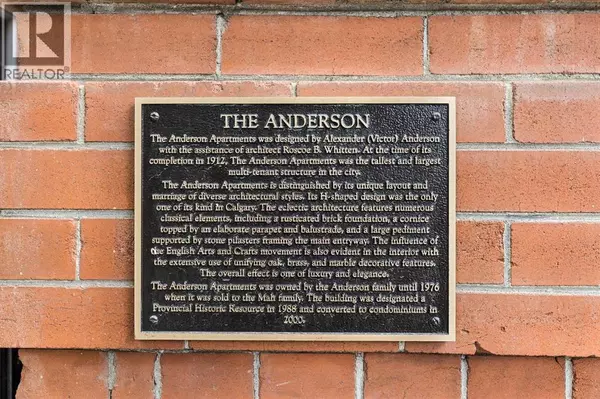 R
REALTOR®
THE ANDERSON
The Anderson Apartments was designed by Alexander (Victor) Anderson
with the assistance of architect Roscoe B. Whitten. At the time of its
completion in 1912, The Anderson Apartments was the tallest and largest
multi-tenant structure in the city.
The Anderson Apartments is distinguished by its unique layout and
marriage of diverse architectural styles. Its H-shaped design was the only
one of its kind in Calgary. The eclectic architecture features numerous
classical elements, including a rusticated brick foundation, a cornice
topped by an elaborate parapet and balustrade, and a large pediment
supported by stone pilasters framing the main entryway. The influence of
the English Arts and Crafts movement is also evident in the interior with
the extensive use of unifying oak, brass, and marble decorative features.
The overall effect is one of luxury and elegance.
The Anderson Apartments was owned by the Anderson family until 1976
when it was sold to the Mah family. The building was designated a
Provincial Historic Resource in 1988 and converted to condominiums in
2000.